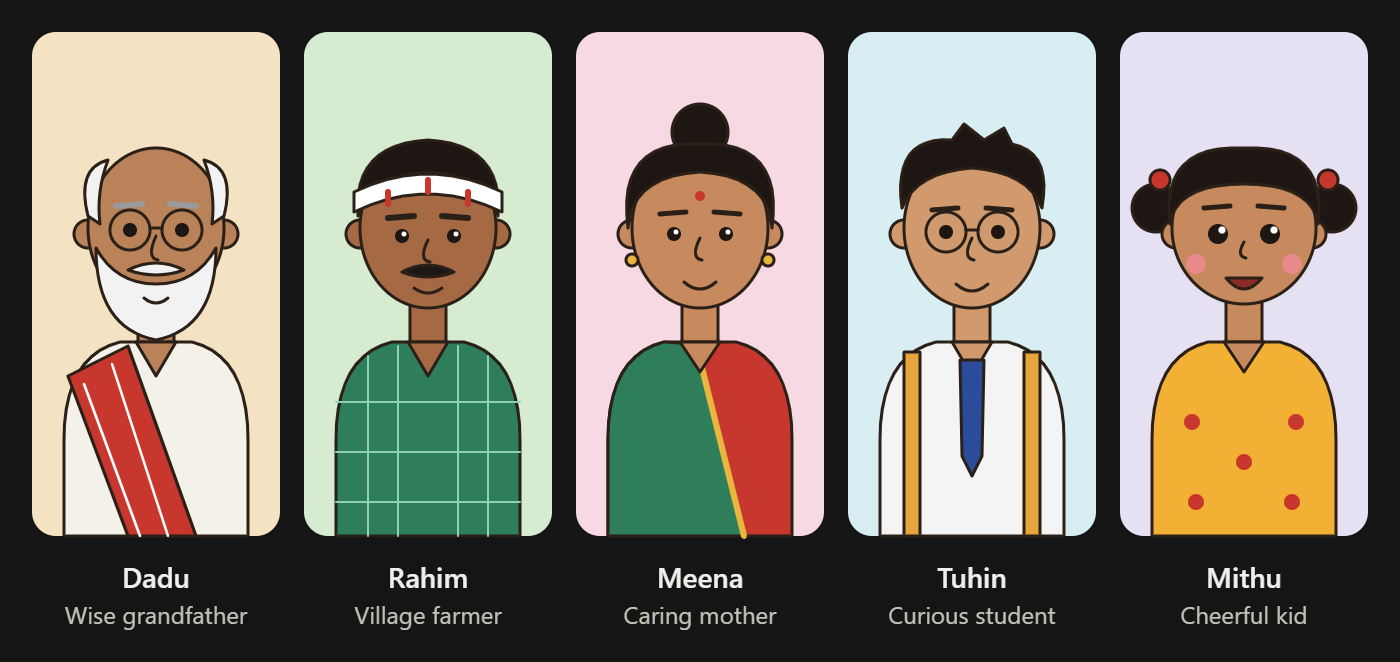 Dadu
Wise grandfather
Rahim
Village farmer
Meena
Caring mother
Tuhin
Curious student
Mithu
Cheerful kid